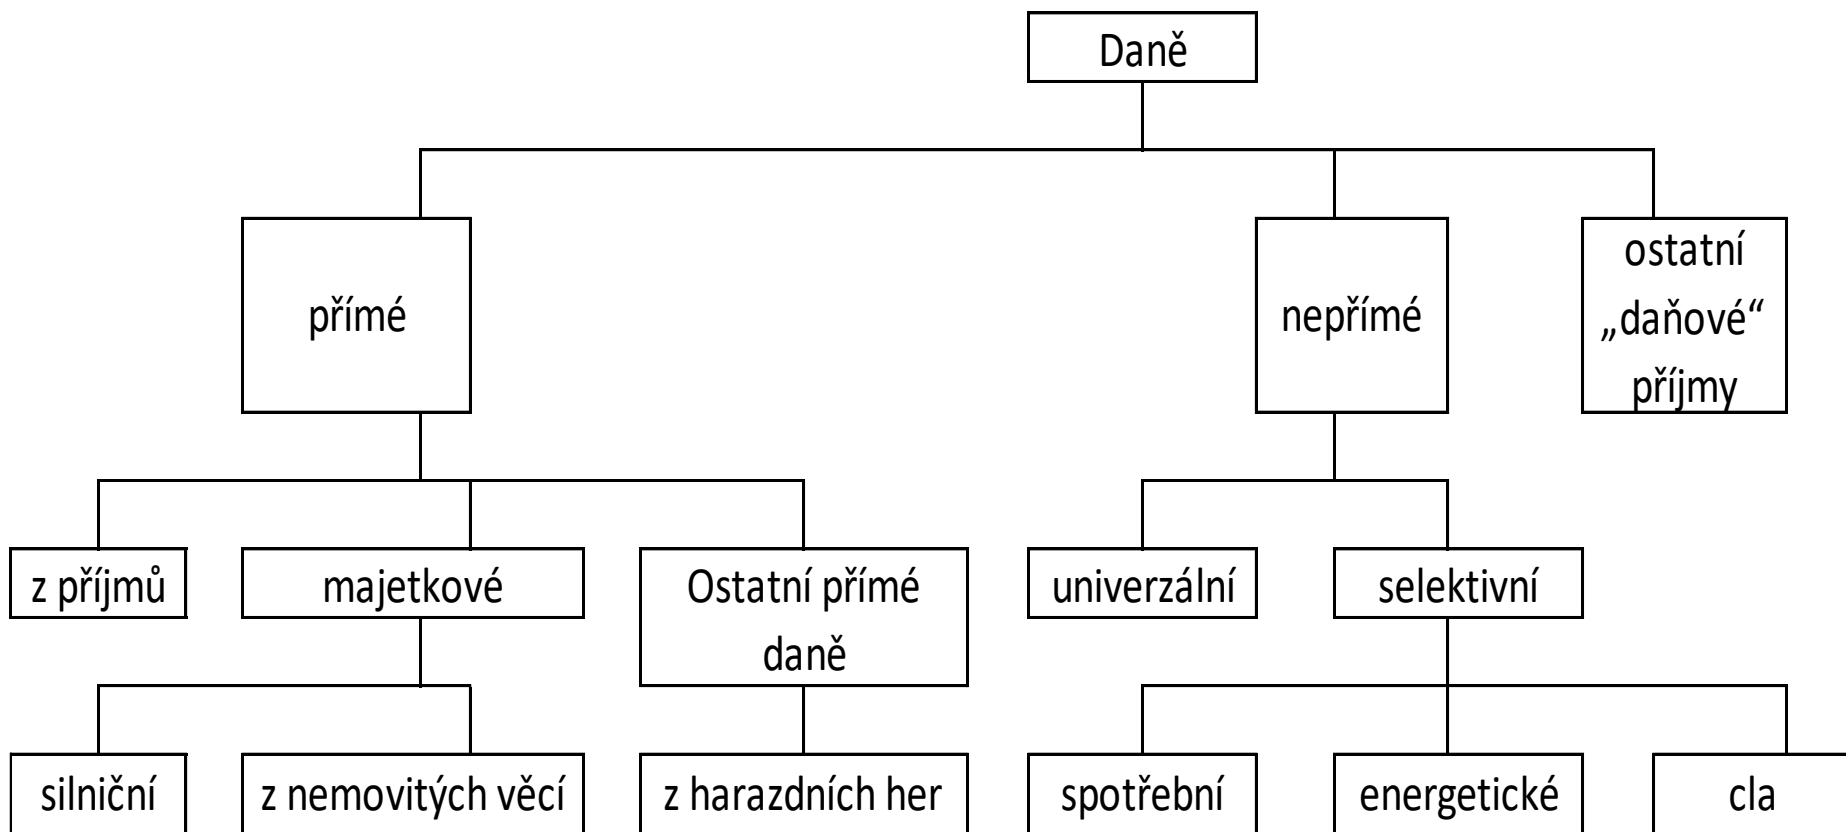 Daně
přímé
nepřímé
ostatní
„daňové“
příjmy
z příjmů
majetkové
Ostatní přímé
daně
univerzální
selektivní
silniční
z nemovitých věcí
z harazdních her
spotřební
energetické
cla